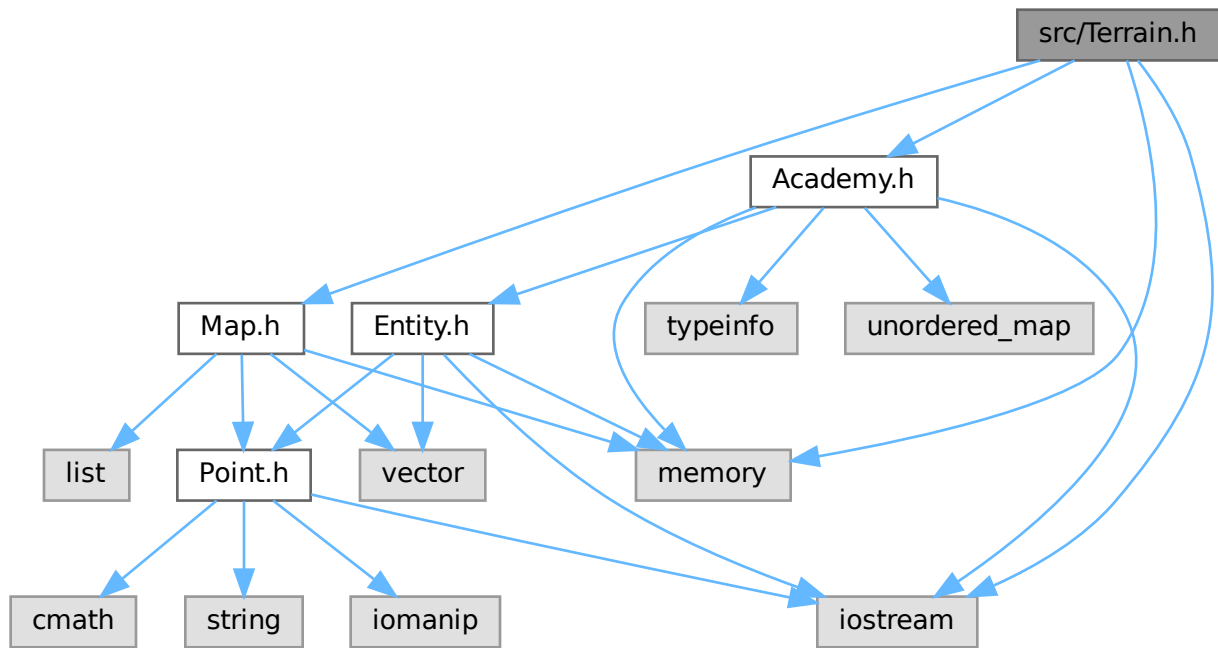 src/Terrain.h
Academy.h
Map.h
Entity.h
typeinfo
unordered_map
list
Point.h
vector
memory
cmath
string
iomanip
iostream